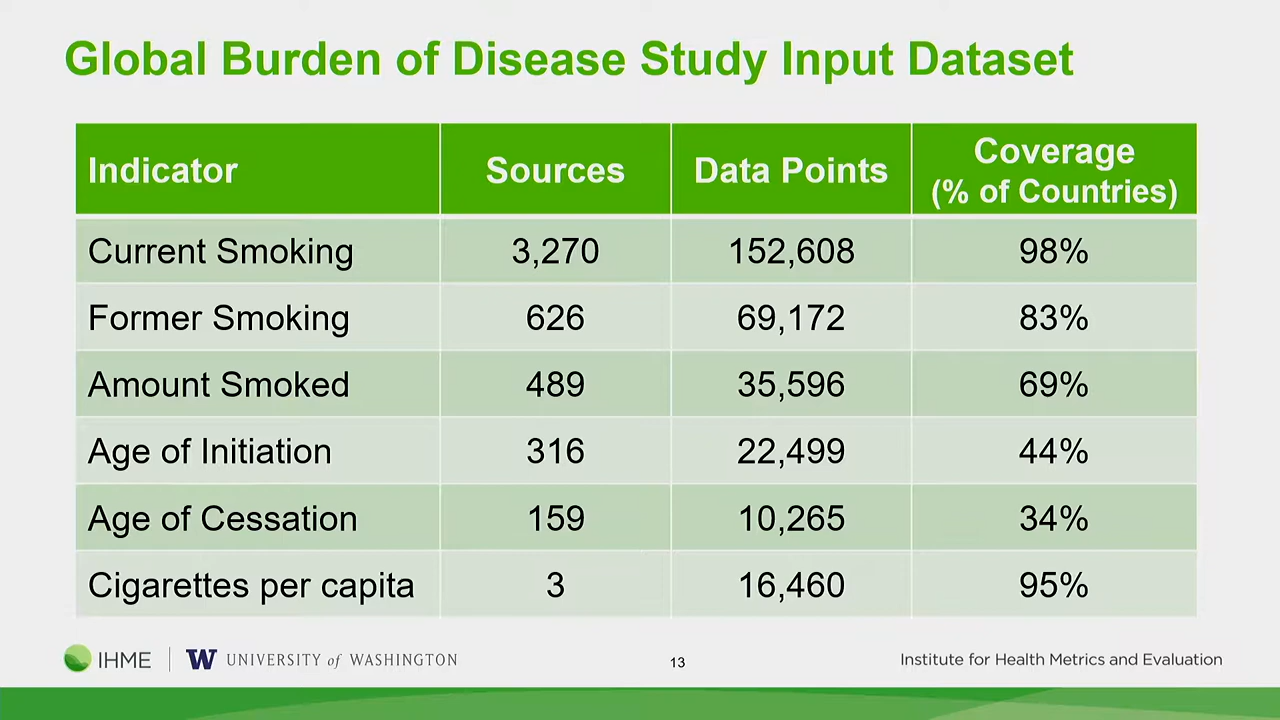 Global Burden of Disease Study Input Dataset
Indicator Sources Data Points Coverage (% of Countries)
Current Smoking 3,270 152,608 98%
Former Smoking 626 69,172 83%
Amount Smoked 489 35,596 69%
Age of Initiation 316 22,499 44%
Age of Cessation 159 10,265 34%
Cigarettes per capita 3 16,460 95%
IHME W UNIVERSITY of WASHINGTON 13 Institute for Health Metrics and Evaluation